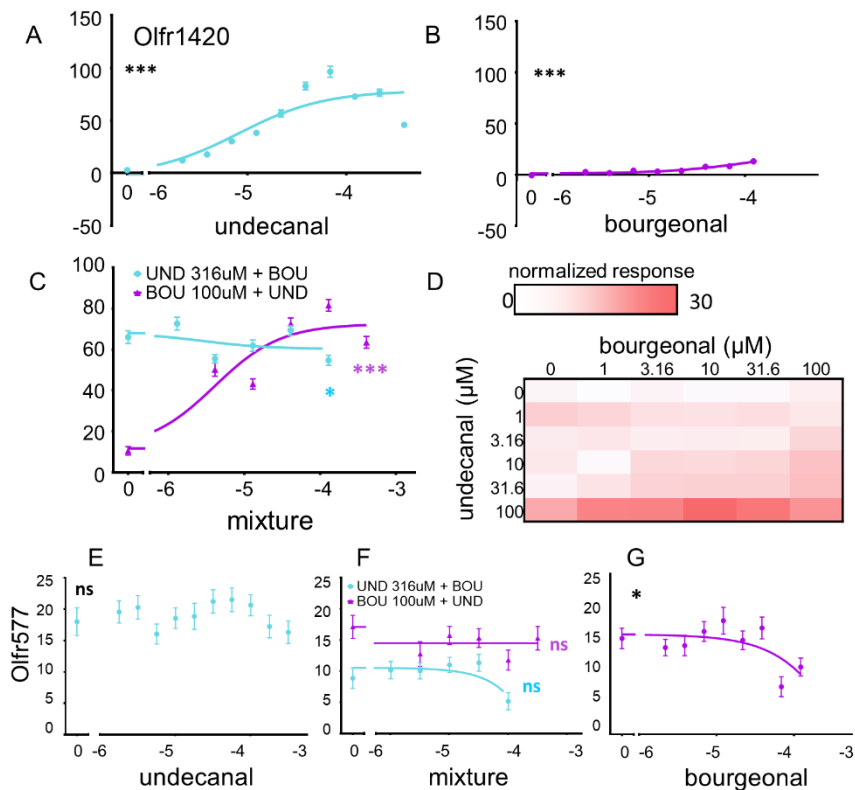 A
Olfr1420
***
150
100
50
0
-50
0
-6
-5
-4
undecanal
B
***
150
100
50
0
-50
0
-6
-5
-4
bourgeonal
C
UND 316uM + BOU
BOU 100uM + UND
100
80
60
40
20
0
***
*
0
-6
-5
-4
-3
mixture
D
normalized response
0
30
bourgeonal (µM)
0 1 3.16 10 31.6 100
undecanal (µM)
0
1
3.16
10
31.6
100
E
Olfr577
ns
25
20
15
10
5
0
0
-6
-5
-4
-3
undecanal
F
UND 316uM + BOU
BOU 100uM + UND
25
20
15
10
5
0
ns
ns
0
-6
-5
-4
-3
mixture
G
*
25
20
15
10
5
0
0
-6
-5
-4
-3
bourgeonal